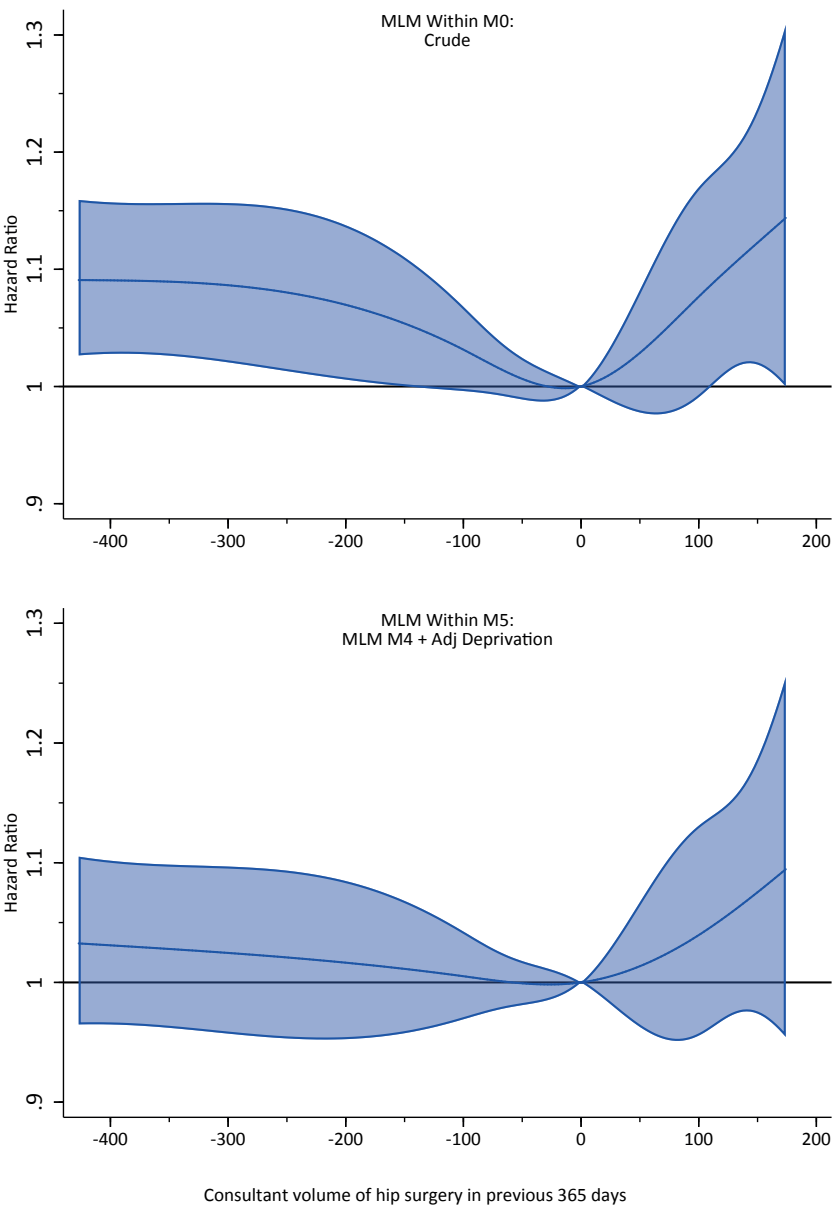 MLM Within M0:
Crude
1.3
1.2
1.1
1
.9
Hazard Ratio
-400 -300 -200 -100 0 100 200
MLM Within M5:
MLM M4 + Adj Deprivation
1.3
1.2
1.1
1
.9
Hazard Ratio
-400 -300 -200 -100 0 100 200
Consultant volume of hip surgery in previous 365 days